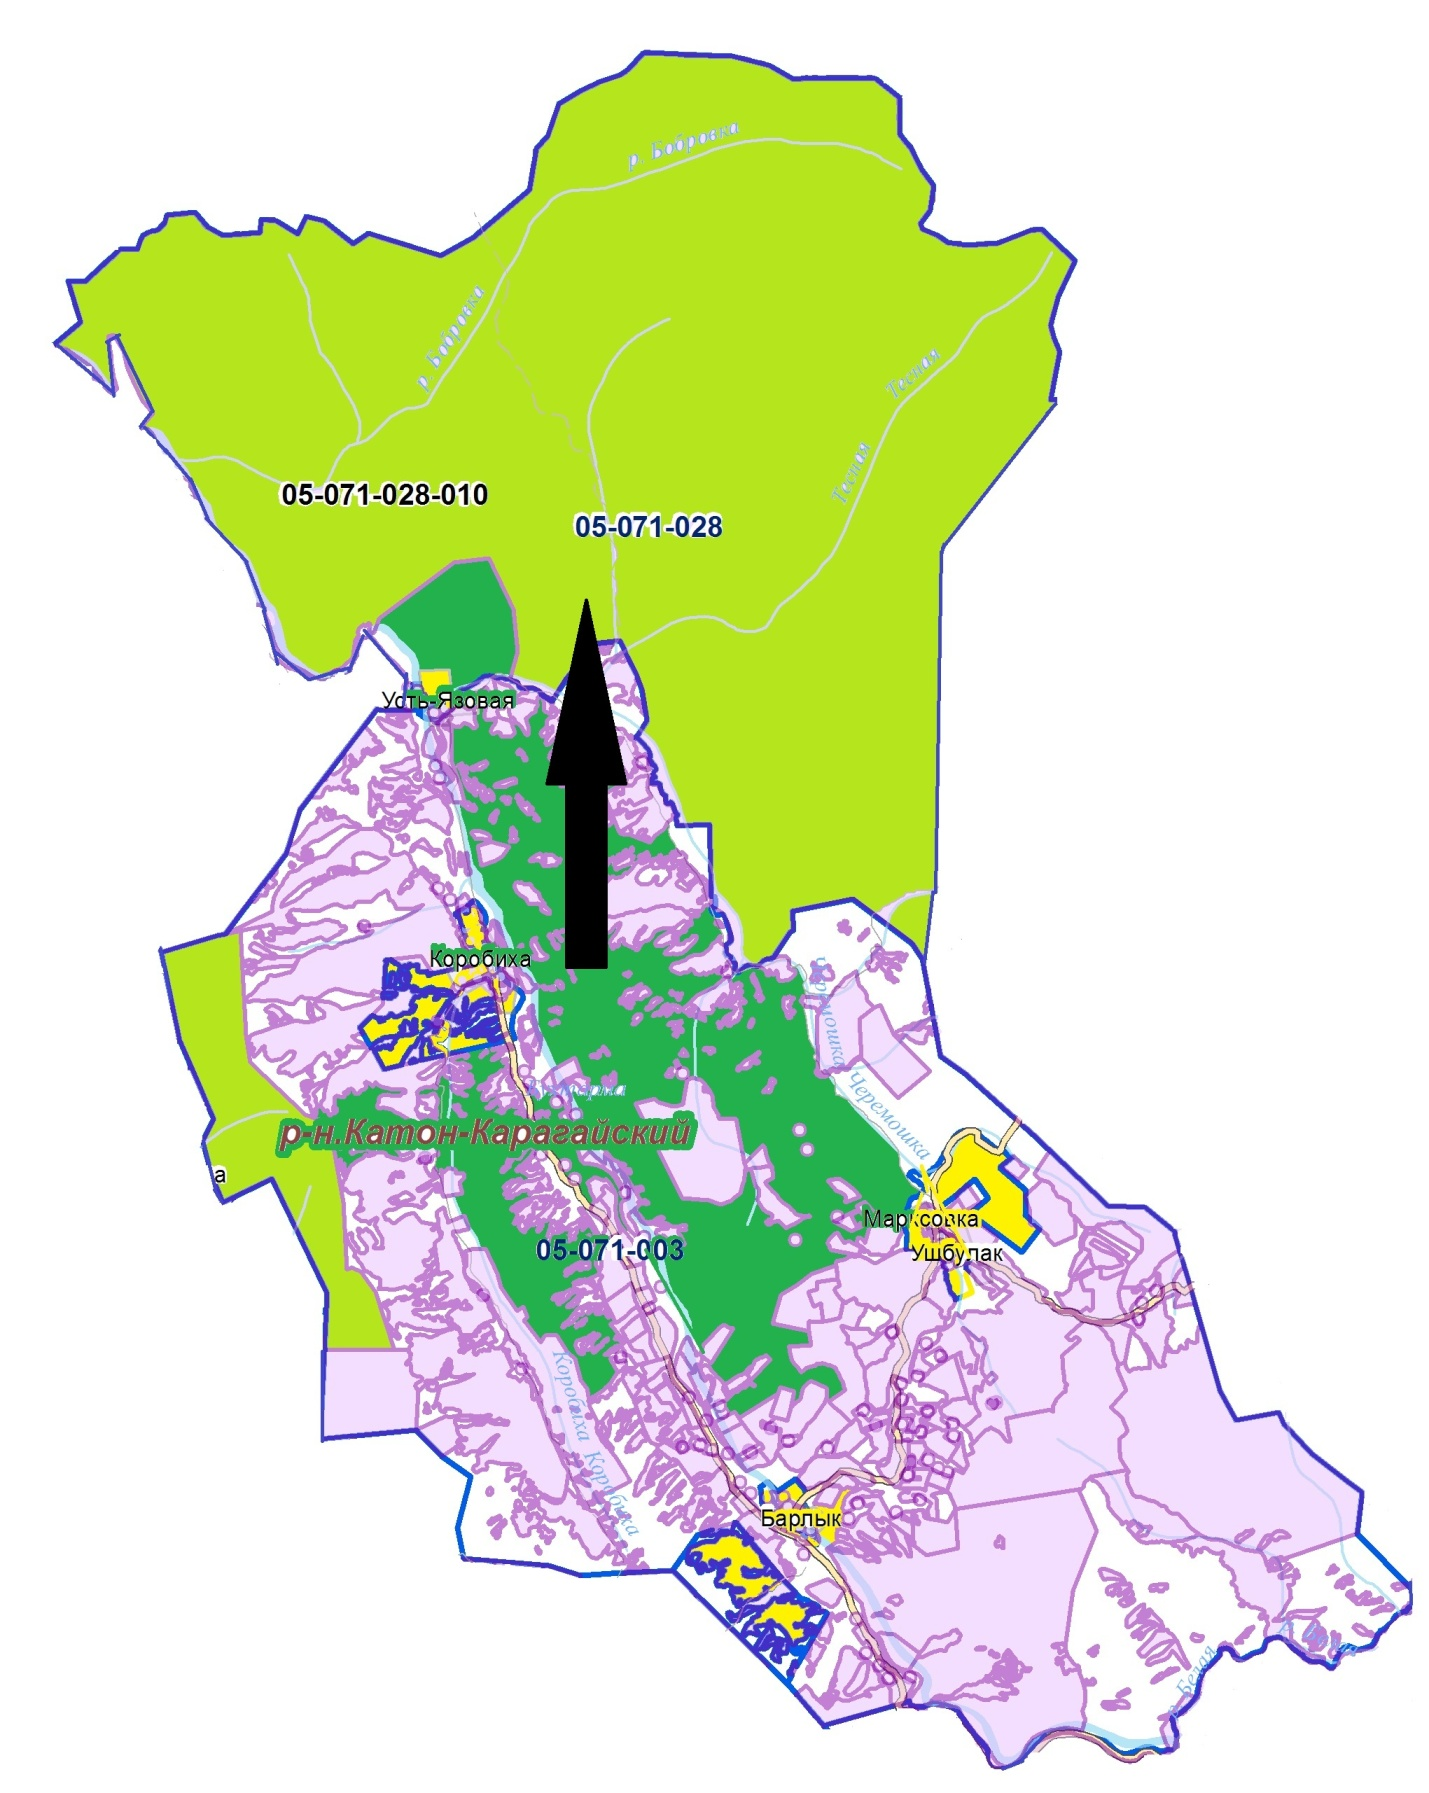 р. Бобровка
р. Бобровка
Тесная
Тесная
05-071-028-010
05-071-028
Усть-Язовая
Коробиха
Черемошка
Черемошка
р-н.Катон-Карагайский
а
Марксовка
Ушбулак
05-071-003
Коробиха
Коробиха
Барлык
р. Белая